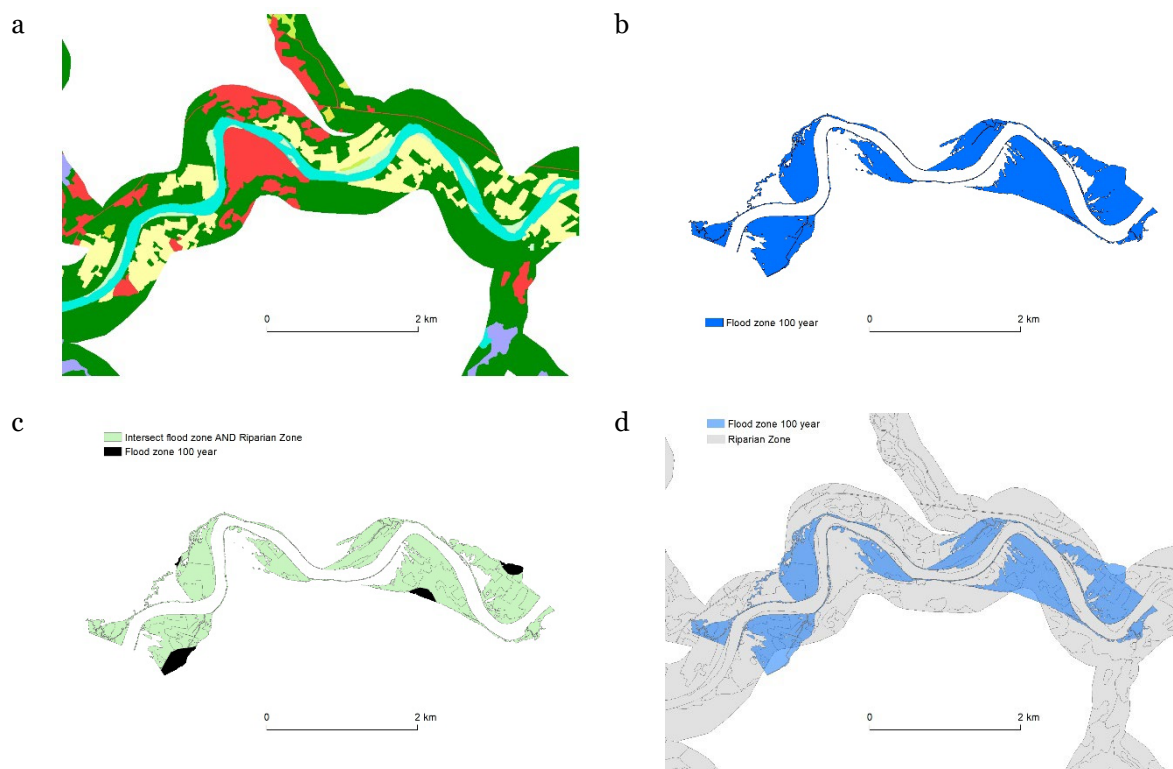 a
0 2 km
b
Flood zone 100 year
0 2 km
c
Intersect flood zone AND Riparian Zone
Flood zone 100 year
0 2 km
d
Flood zone 100 year
Riparian Zone
0 2 km